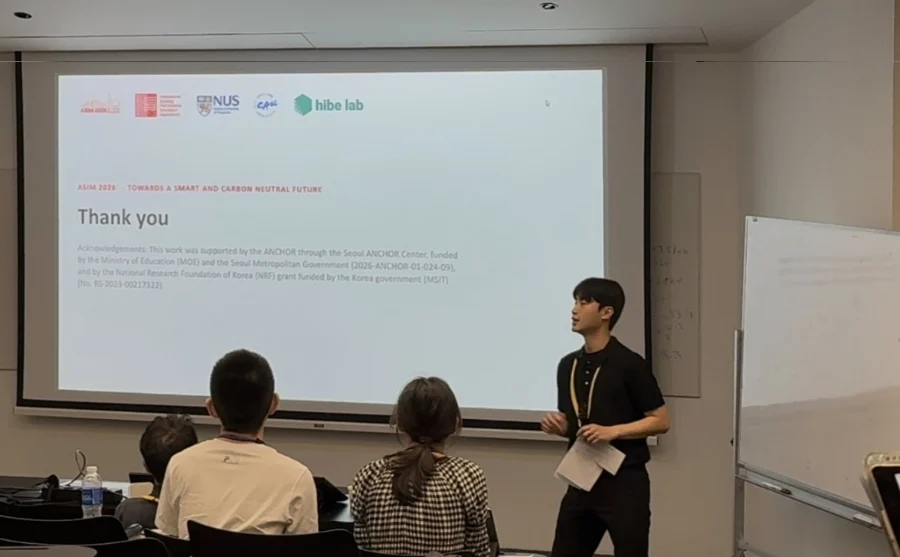 ASIM 2026
NUS
hibe lab
ASIM 2026 TOWARDS A SMART AND CARBON NEUTRAL FUTURE
Thank you
Acknowledgements: This work was supported by the ANCHOR through the Seoul ANCHOR Center, funded
by the Ministry of Education (MOE) and the Seoul Metropolitan Government (2026-ANCHOR-01-024-09),
and by the National Research Foundation of Korea (NRF) grant funded by the Korea government (MSIT)
(No. RS-2023-00217322)